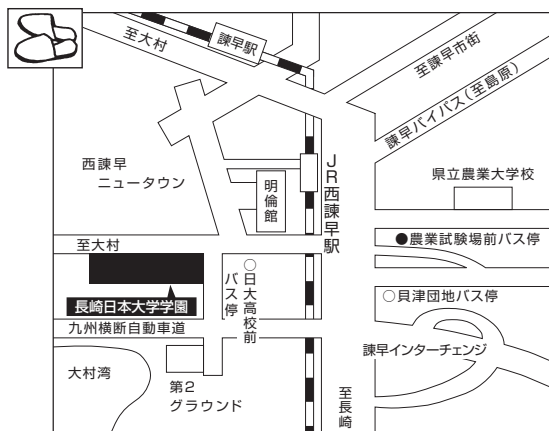 諫早駅
至大村
至諫早市街
諫早バイパス（至島原）
西諫早
ニュータウン
明倫館
JR西諫早駅
県立農業大学校
至大村
●農業試験場前バス停
長崎日本大学学園
○日大高校前
バス停
○貝津団地バス停
九州横断自動車道
諫早インターチェンジ
大村湾
第2
グラウンド
至長崎